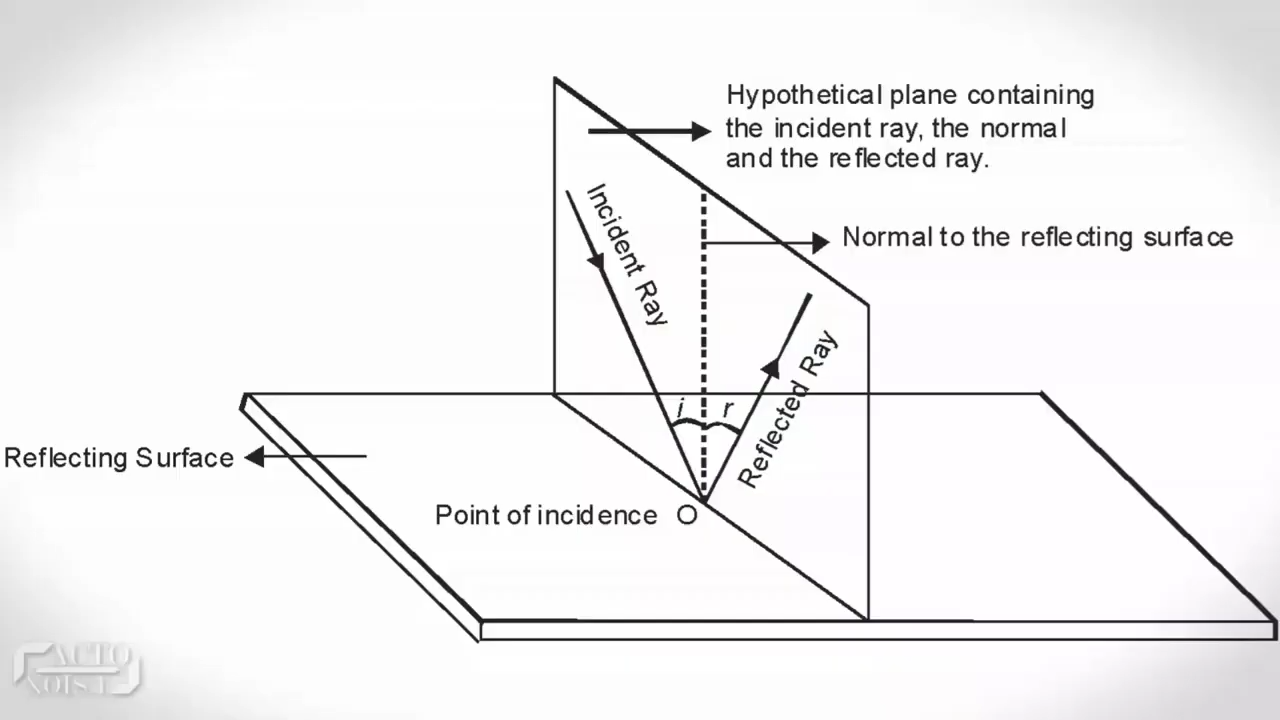 Hypothetical plane containing
the incident ray, the normal
and the reflected ray.
Incident Ray
Normal to the reflecting surface
Reflected Ray
i
r
Reflecting Surface
Point of incidence O
ACTO